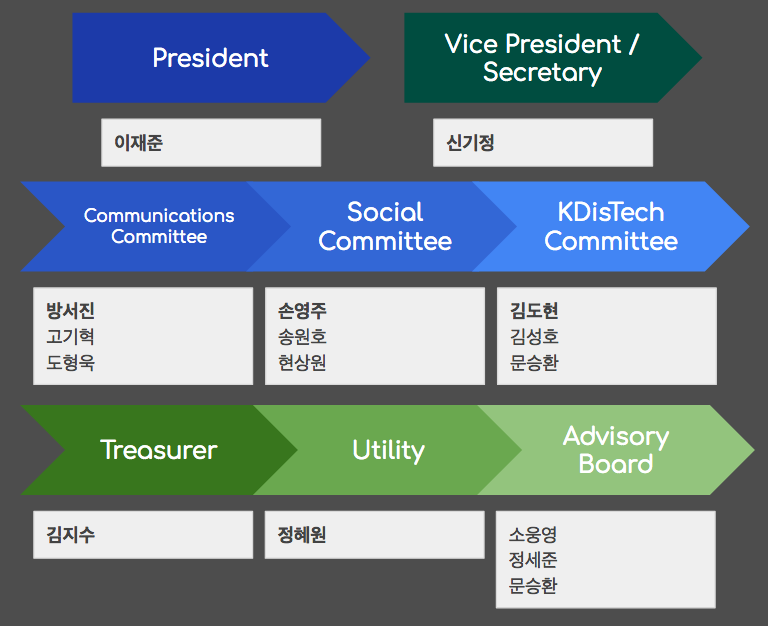 President
Vice President /
Secretary
이재준
신기정
Communications
Committee
Social
Committee
KDisTech
Committee
방서진
고기혁
도형욱
손영주
송원호
현상원
김도현
김성호
문승환
Treasurer
Utility
Advisory
Board
김지수
정혜원
소웅영
정세준
문승환